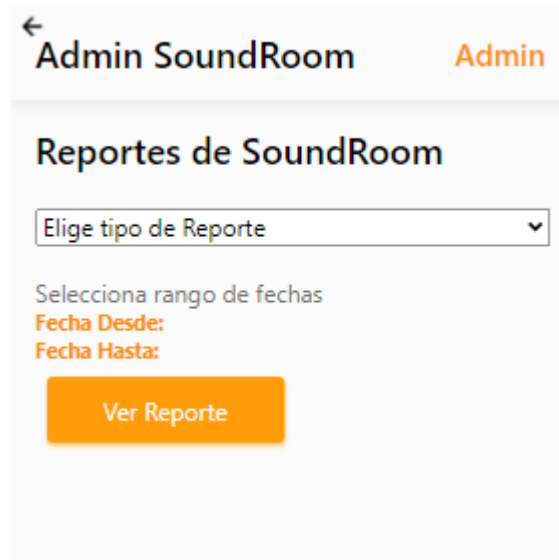 Admin SoundRoom
Admin
Reportes de SoundRoom
Elige tipo de Reporte
Selecciona rango de fechas
Fecha Desde:
Fecha Hasta:
Ver Reporte